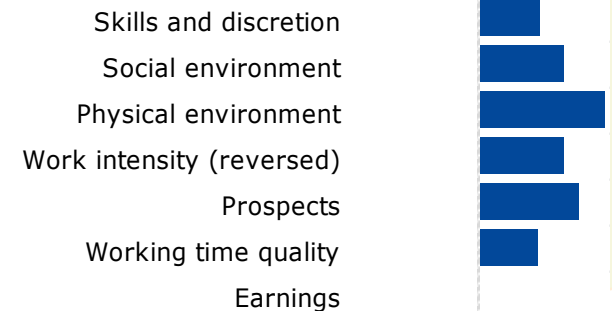 Skills and discretion
Social environment
Physical environment
Work intensity (reversed)
Prospects
Working time quality
Earnings